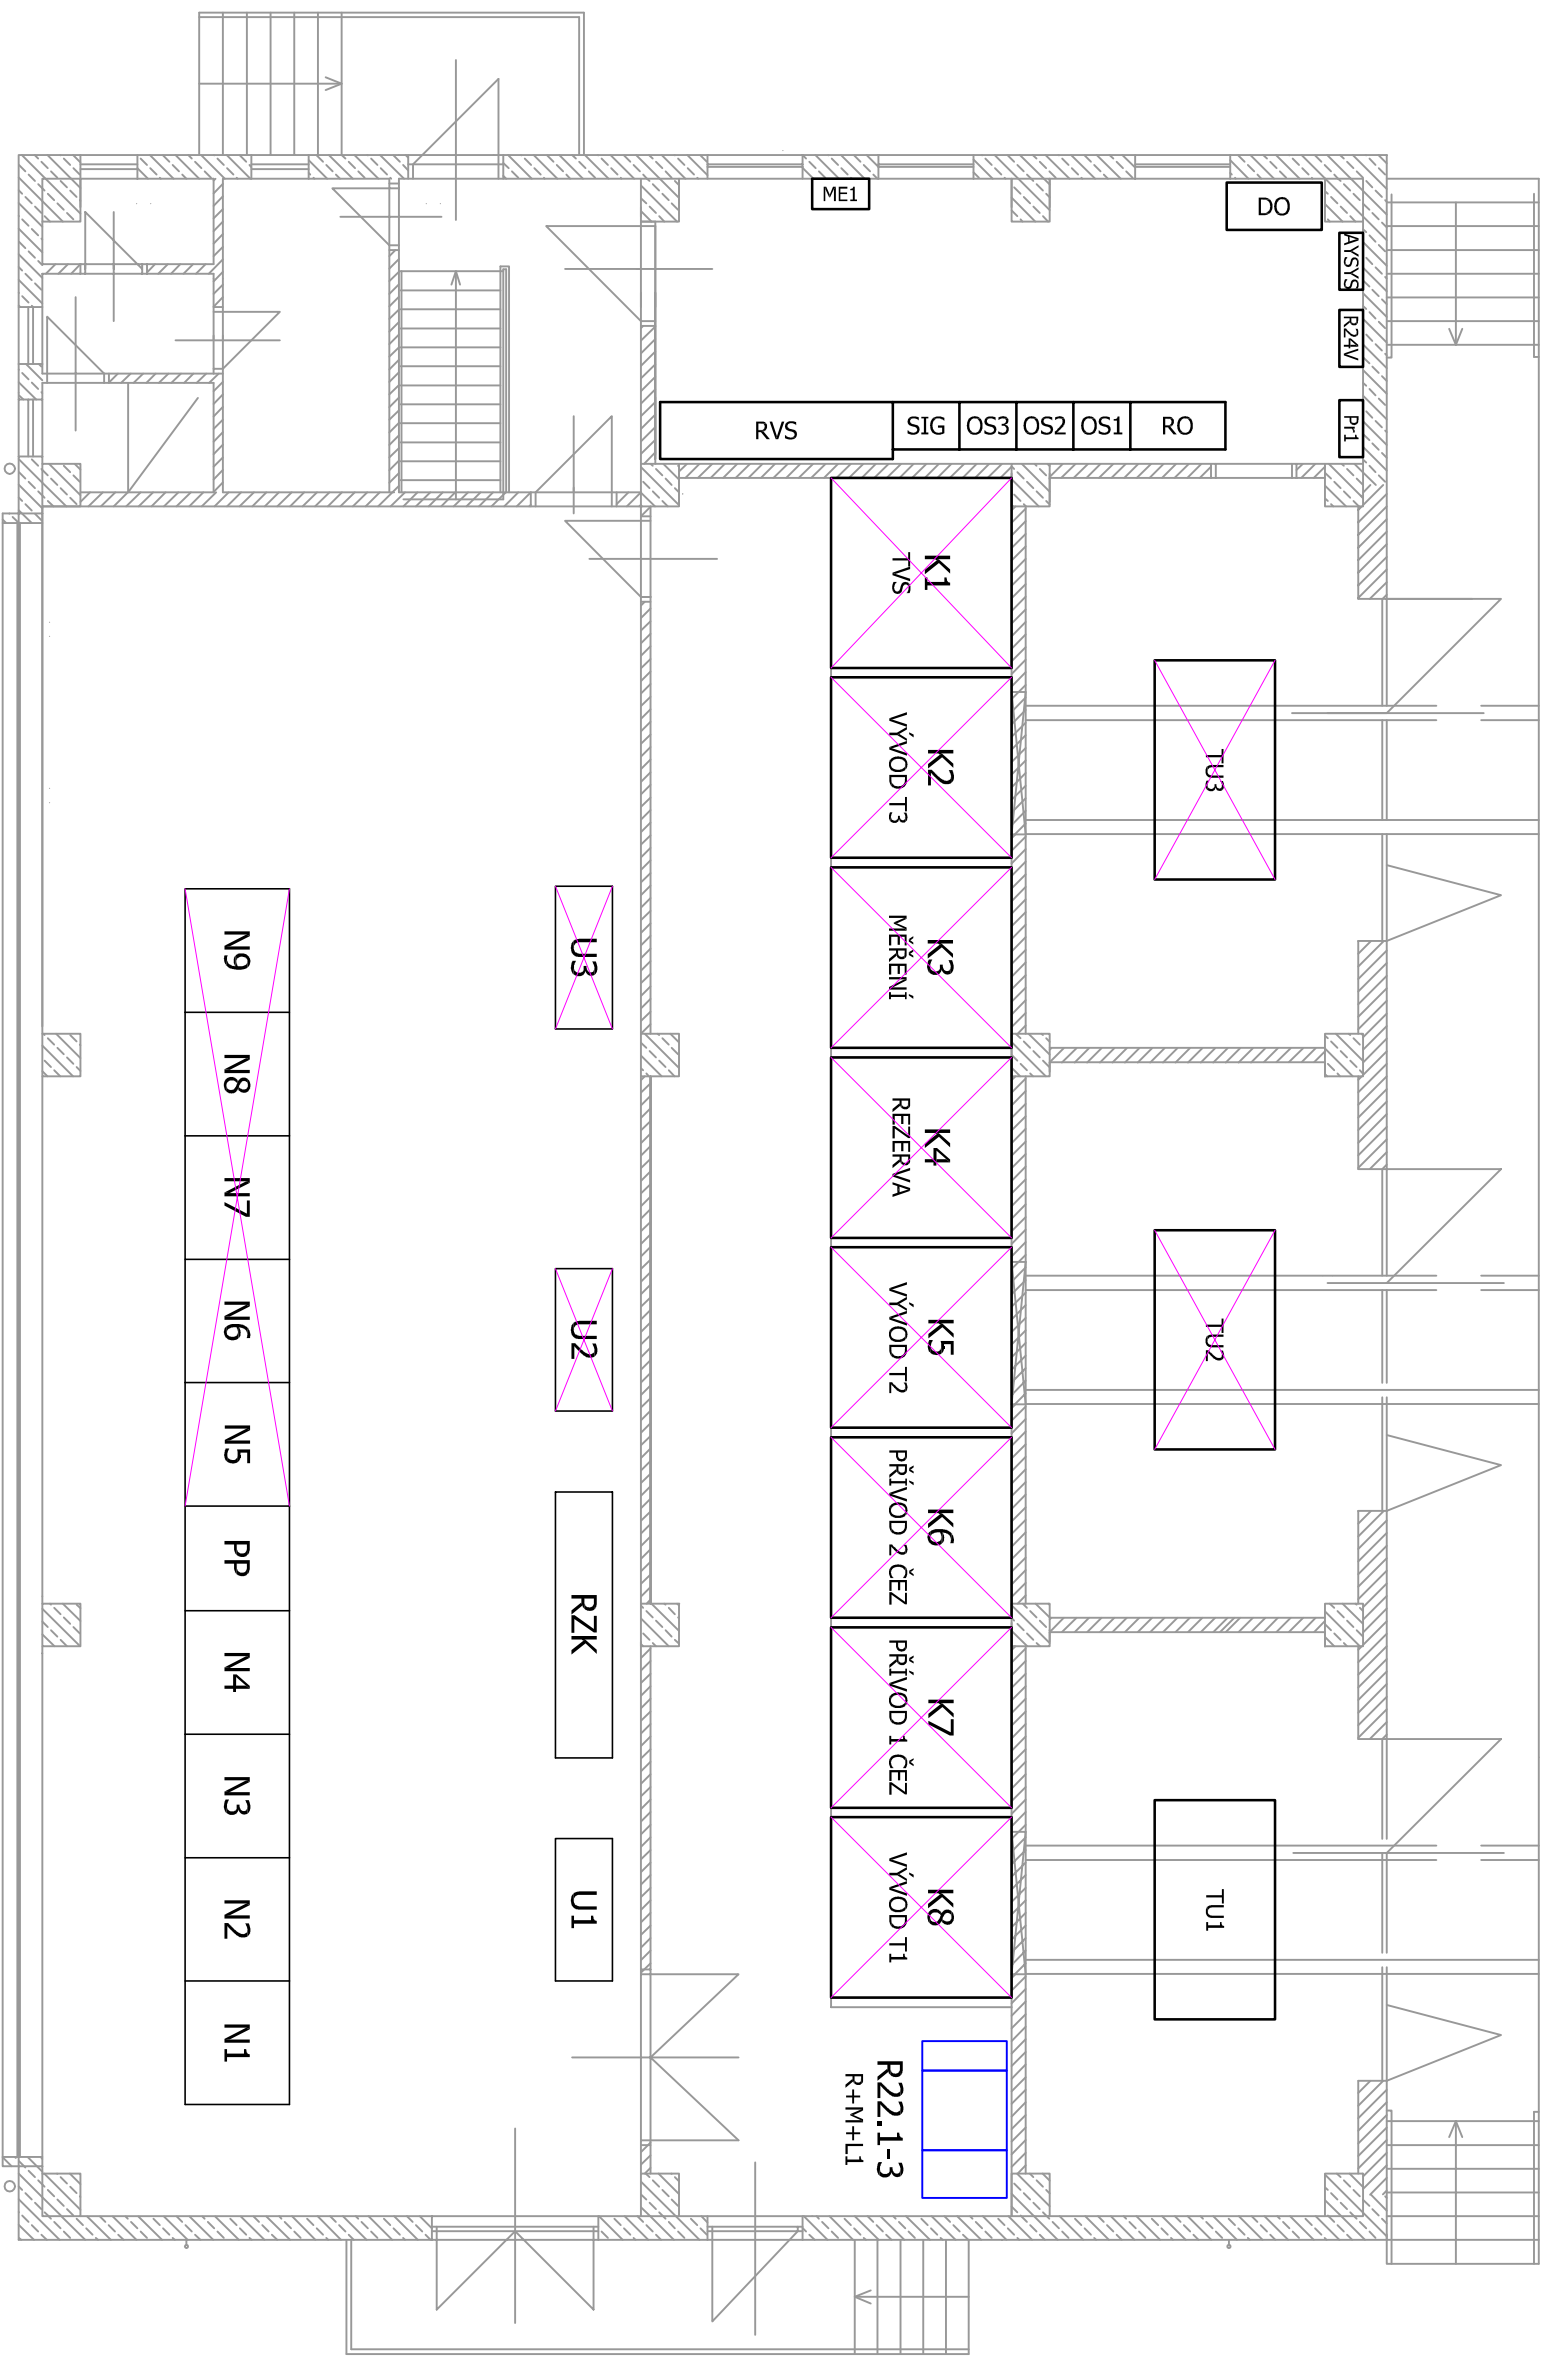 ME1
DO
AYSYS
R24V
Pr1
RVS
SIG
OS3
OS2
OS1
RO
K1
TVS
K2
VÝVOD T3
K3
MĚŘENÍ
K4
REZERVA
K5
VÝVOD T2
K6
PŘÍVOD 2 ČEZ
K7
PŘÍVOD 1 ČEZ
K8
VÝVOD T1
TU3
TU2
TU1
U3
U2
RZK
U1
N9
N8
N7
N6
N5
PP
N4
N3
N2
N1
R22.1-3
R+M+L1